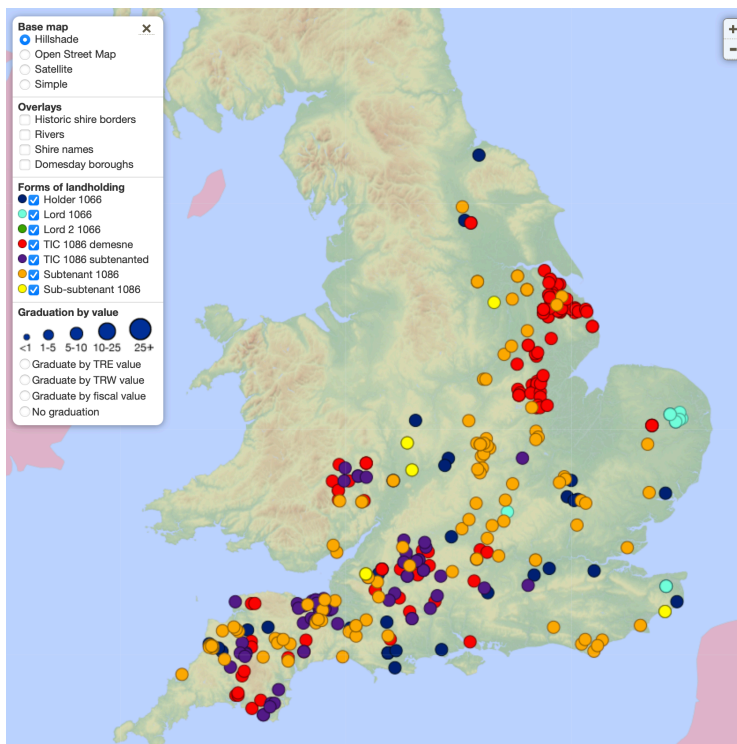 Base map
Hillshade
Open Street Map
Satellite
Simple
Overlays
Historic shire borders
Rivers
Shire names
Domesday boroughs
Forms of landholding
Holder 1066
Lord 1066
Lord 2 1066
TIC 1086 demesne
TIC 1086 subtenanted
Subtenant 1086
Sub-subtenant 1086
Graduation by value
<1 1-5 5-10 10-25 25+
Graduate by TRE value
Graduate by TRW value
Graduate by fiscal value
No graduation